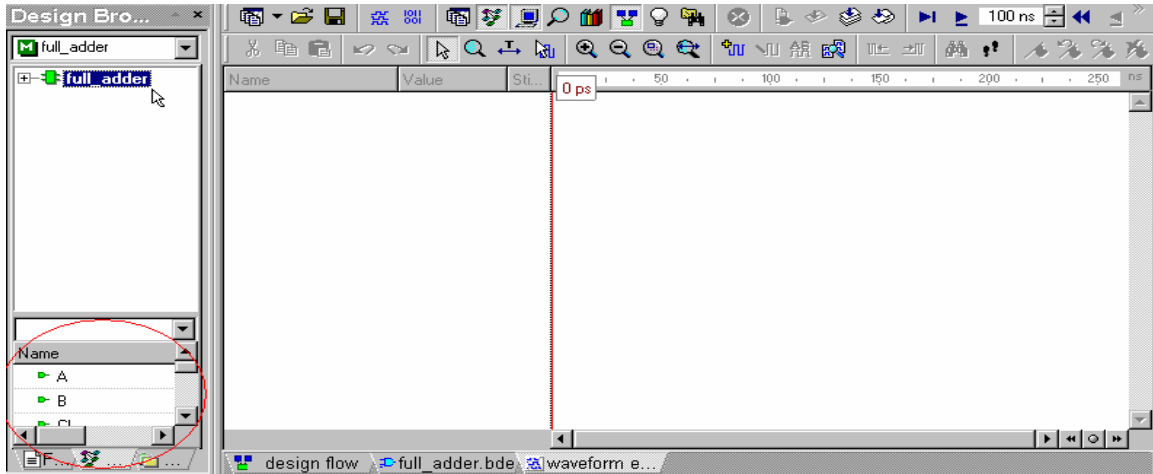 Design Bro...
100 ns
full_adder
full_adder
Name Value Sti...
0 ps
50 100 150 200 250 ns
Name
A
B
CI
F... ... ...
design flow full_adder.bde waveform e...